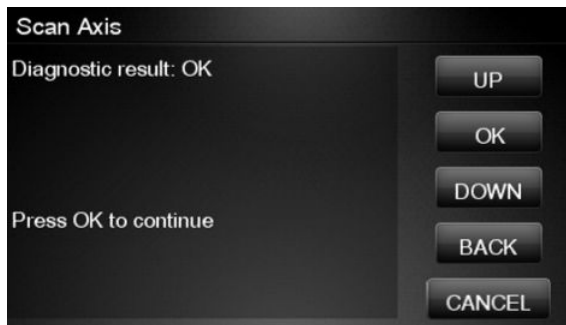 Scan Axis
Diagnostic result: OK
UP
OK
DOWN
Press OK to continue
BACK
CANCEL